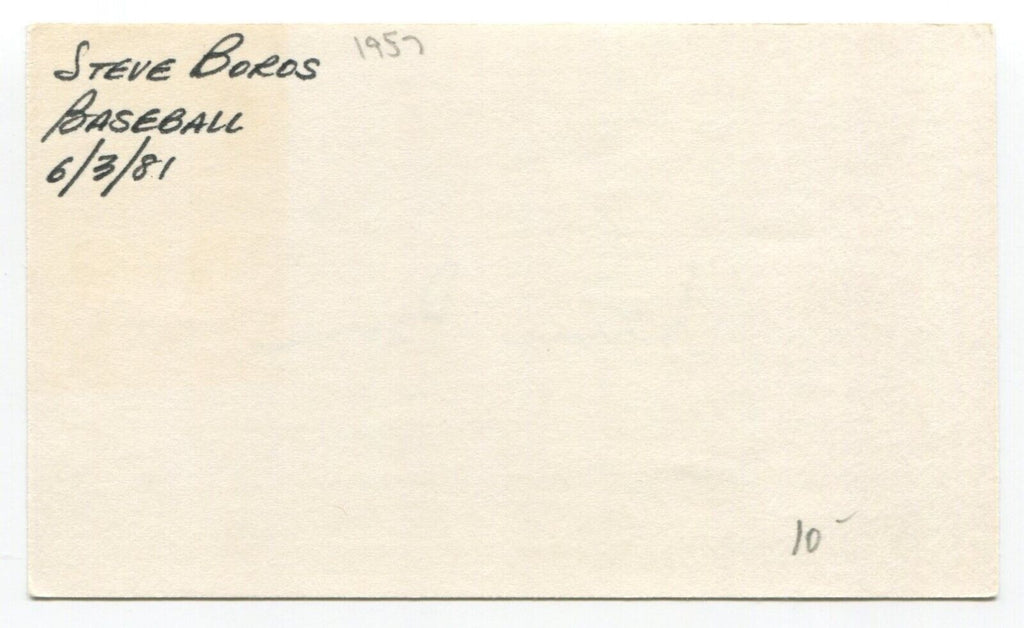 STEVE BOROS 1957
BASEBALL
6/3/81
10-